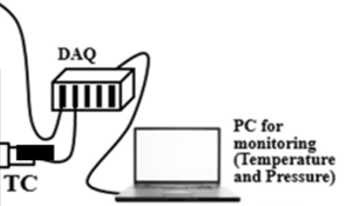 DAQ
PC for
monitoring
(Temperature
and Pressure)
TC